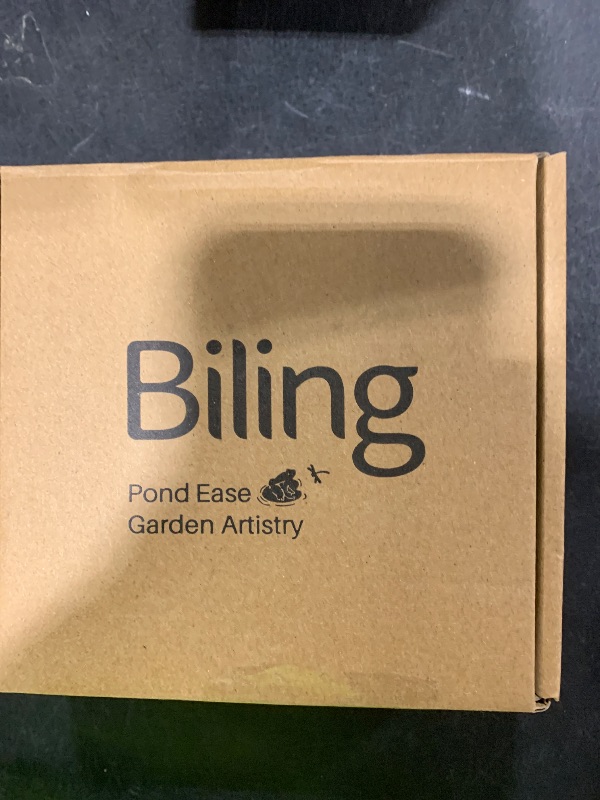 Biling
Pond Ease
Garden Artistry